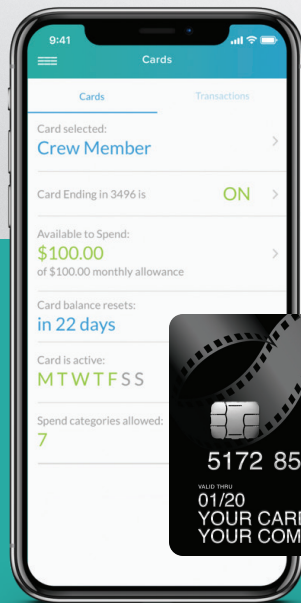 9:41
Cards
Cards
Transactions
Card selected:
Crew Member
Card Ending in 3496 is
ON
Available to Spend:
$100.00
of $100.00 monthly allowance
Card balance resets:
in 22 days
Card is active:
M T W T F S S
Spend categories allowed:
7
5172 85
VALID THRU
01/20
YOUR CAR
YOUR COM